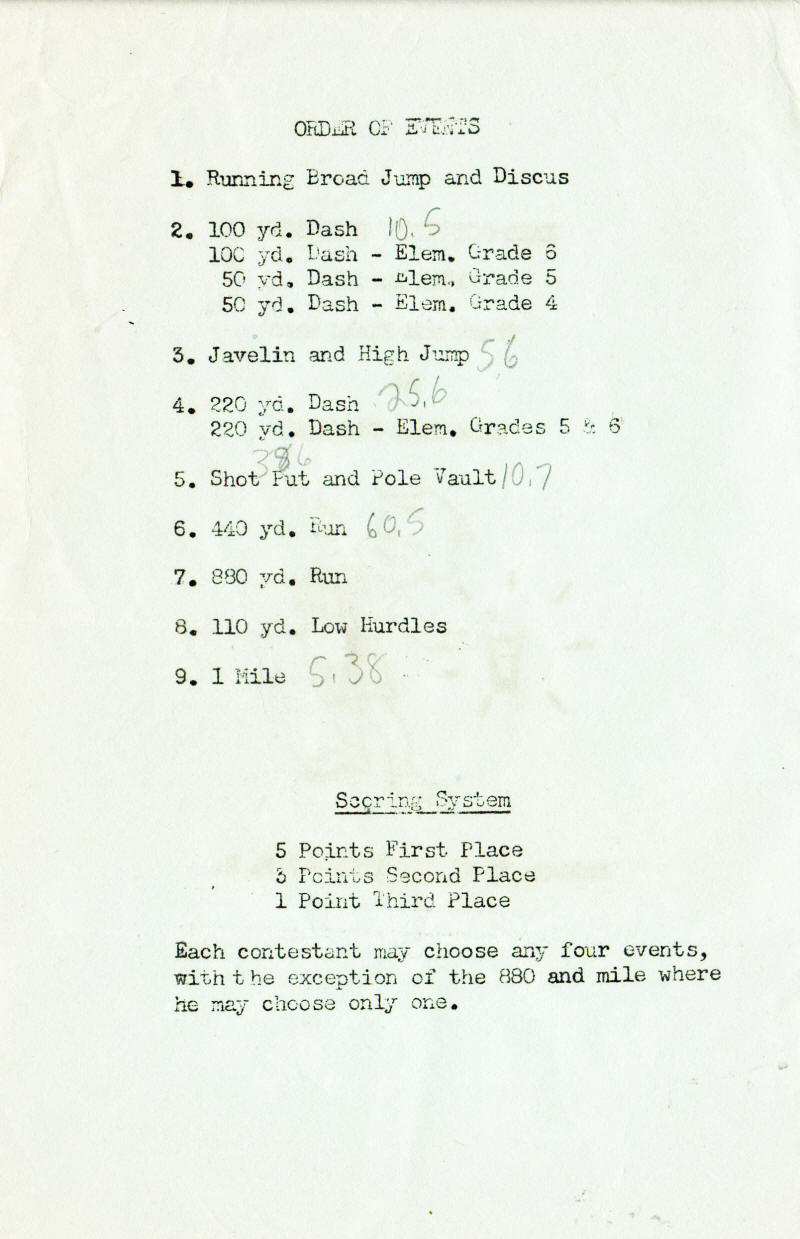 ORDER OF EVENTS
1. Running Broad Jump and Discus
2. 100 yd. Dash 10.5
100 yd. Dash - Elem. Grade 6
50 yd. Dash - Elem. Grade 5
50 yd. Dash - Elem. Grade 4
3. Javelin and High Jump 5'6
4. 220 yd. Dash 25.6
220 yd. Dash - Elem. Grades 5 & 6
5. Shot Put and Pole Vault 10,7
6. 440 yd. Run 60,5
7. 880 yd. Run
8. 110 yd. Low Hurdles
9. 1 Mile 5,38
Scoring System
5 Points First Place
3 Points Second Place
1 Point Third Place
Each contestant may choose any four events,
with t he exception of the 880 and mile where
he may choose only one.